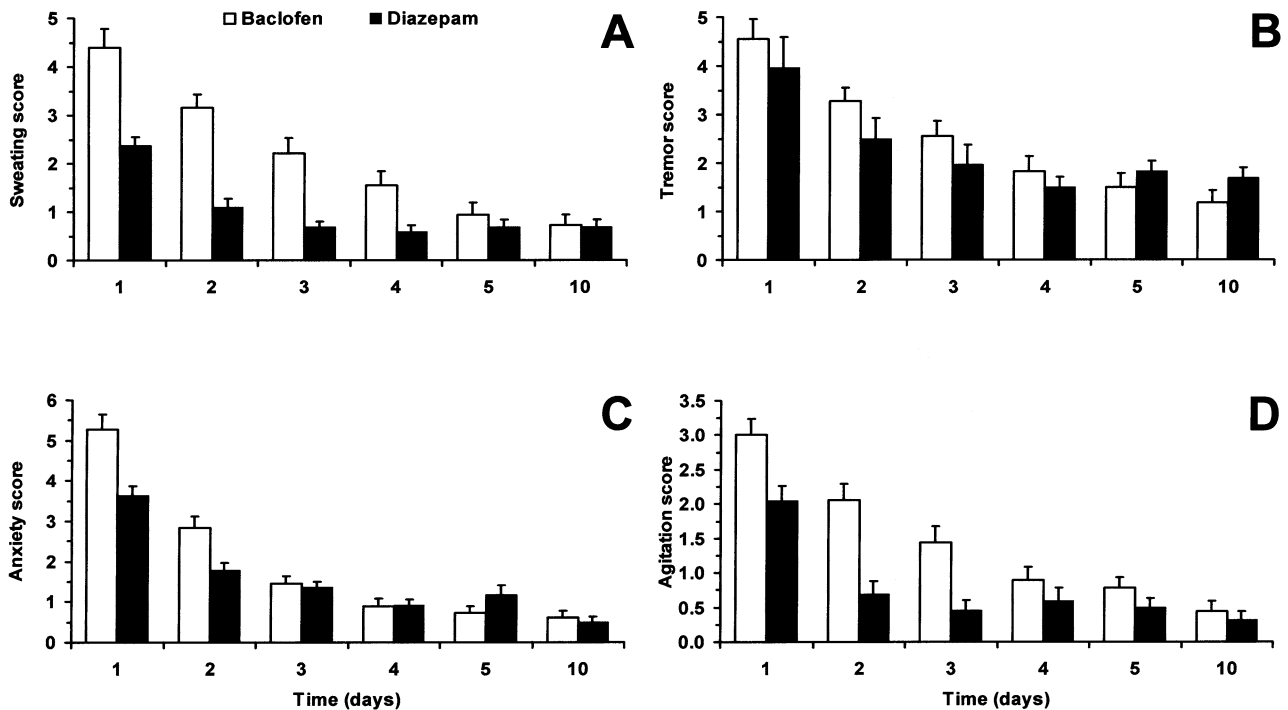 Baclofen Diazepam
A
Sweating score
5
4
3
2
1
0
1 2 3 4 5 10
B
Tremor score
5
4
3
2
1
0
1 2 3 4 5 10
C
Anxiety score
6
5
4
3
2
1
0
1 2 3 4 5 10
Time (days)
D
Agitation score
3.5
3.0
2.5
2.0
1.5
1.0
0.5
0.0
1 2 3 4 5 10
Time (days)